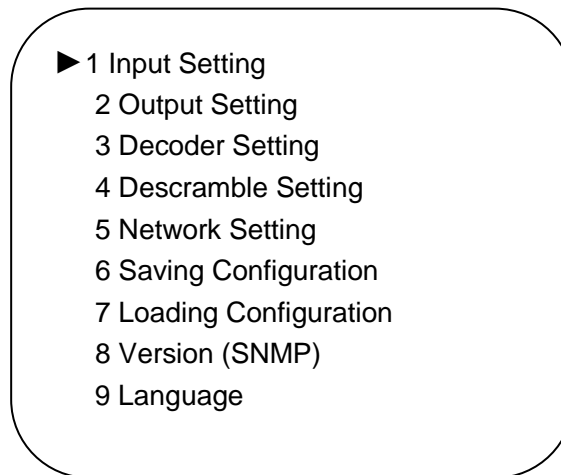 ►1 Input Setting
2 Output Setting
3 Decoder Setting
4 Descramble Setting
5 Network Setting
6 Saving Configuration
7 Loading Configuration
8 Version (SNMP)
9 Language